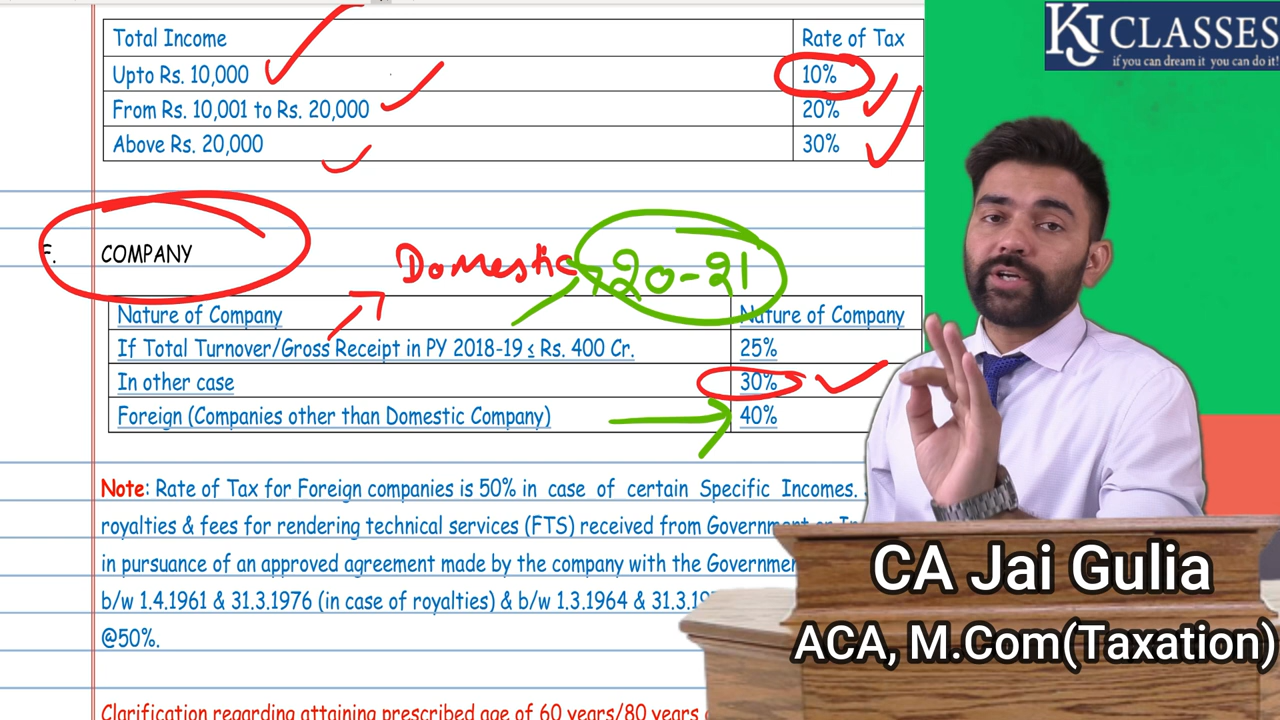 KJ CLASSES
if you can dream it you can do it!
Total Income Rate of Tax
Upto Rs. 10,000 10%
From Rs. 10,001 to Rs. 20,000 20%
Above Rs. 20,000 30%
F. COMPANY
Domestic 20-21
Nature of Company Nature of Company
If Total Turnover/Gross Receipt in PY 2018-19 ≤ Rs. 400 Cr. 25%
In other case 30%
Foreign (Companies other than Domestic Company) 40%
Note: Rate of Tax for Foreign companies is 50% in case of certain Specific Incomes.
royalties & fees for rendering technical services (FTS) received from Government or
in pursuance of an approved agreement made by the company with the Governmen
b/w 1.4.1961 & 31.3.1976 (in case of royalties) & b/w 1.3.1964 &
@50%.
Clarification regarding attaining prescribed age of 60 years/80 years
CA Jai Gulia
ACA, M.Com(Taxation)